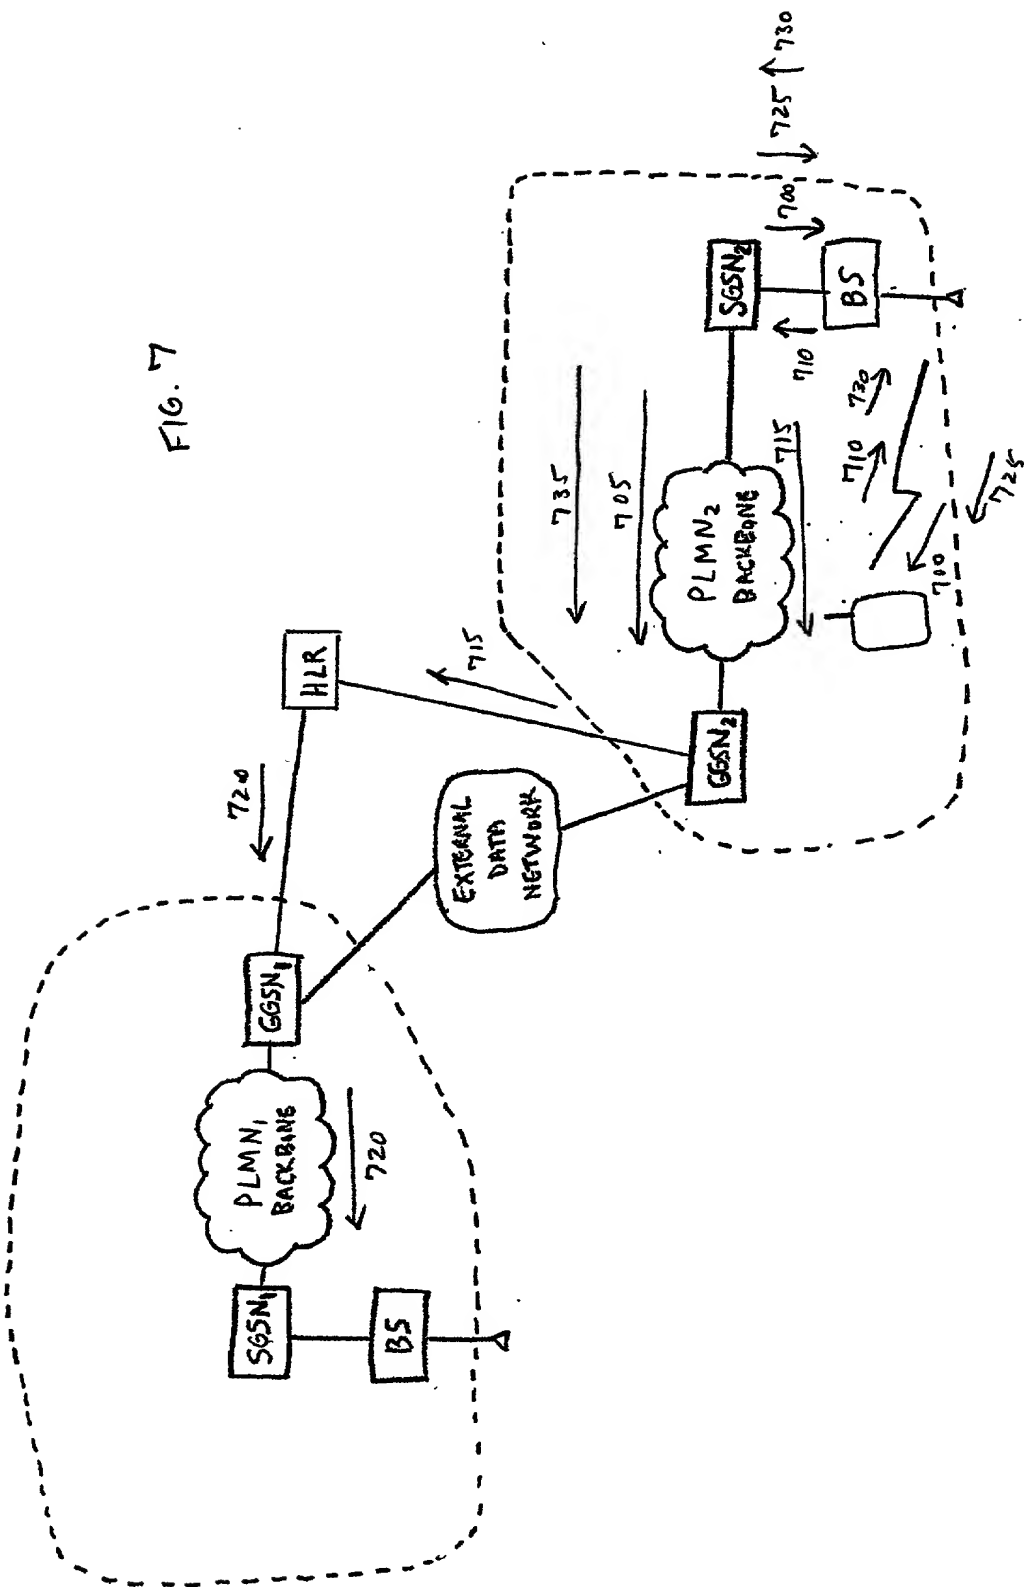 FIG. 7
HLR
720
715
GGSN1
PLMN1
BACKBONE
720
SGSN1
BS
EXTERNAL
DATA
NETWORK
735
705
GGSN2
PLMN2
BACKBONE
SGSN2
715
710
700
BS
725
730
710
730
700
725